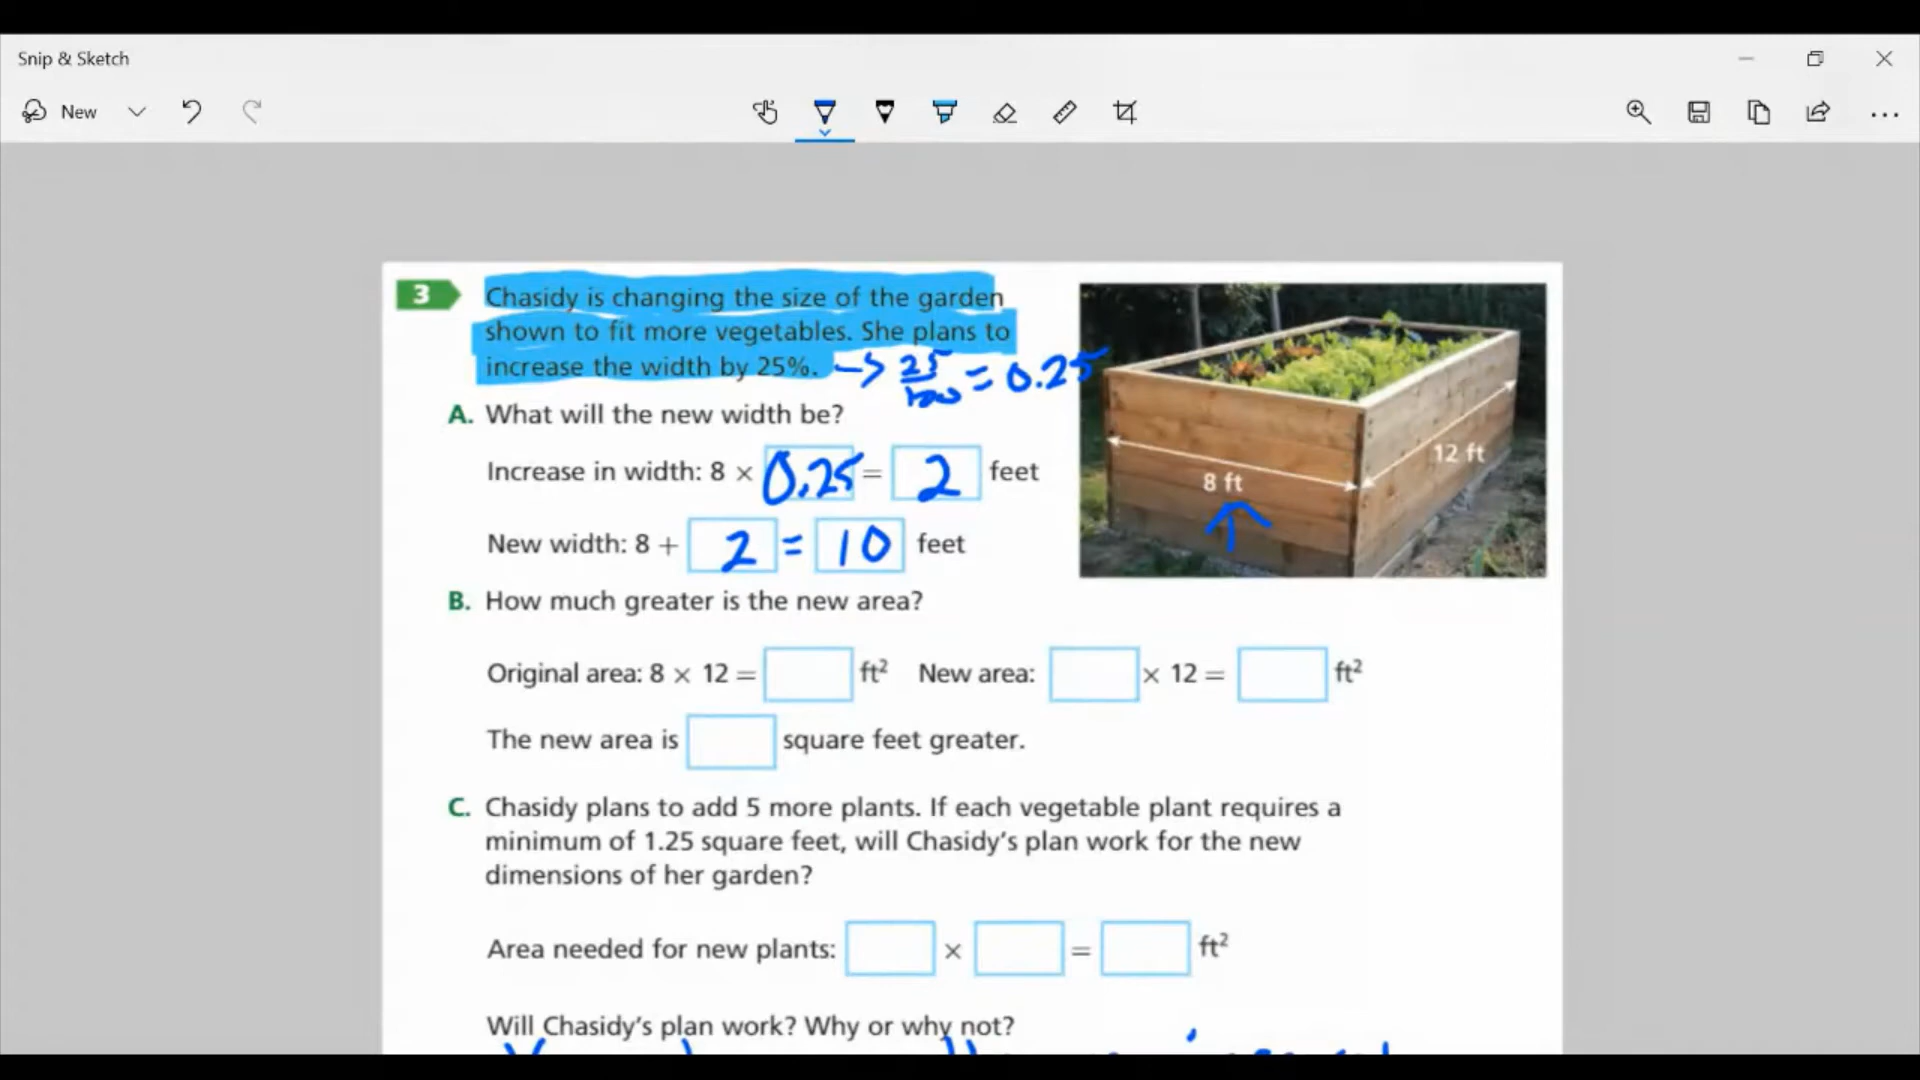 Snip & Sketch
New
3 Chasidy is changing the size of the garden
shown to fit more vegetables. She plans to
increase the width by 25%. → 25/100 = 0.25
A. What will the new width be?
Increase in width: 8 × 0.25 = 2 feet
New width: 8 + 2 = 10 feet
8 ft
12 ft
B. How much greater is the new area?
Original area: 8 × 12 = ft² New area: × 12 = ft²
The new area is square feet greater.
C. Chasidy plans to add 5 more plants. If each vegetable plant requires a
minimum of 1.25 square feet, will Chasidy's plan work for the new
dimensions of her garden?
Area needed for new plants: × = ft²
Will Chasidy's plan work? Why or why not?